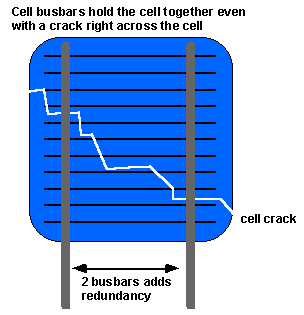 Cell busbars hold the cell together even
with a crack right across the cell
cell crack
2 busbars adds
redundancy